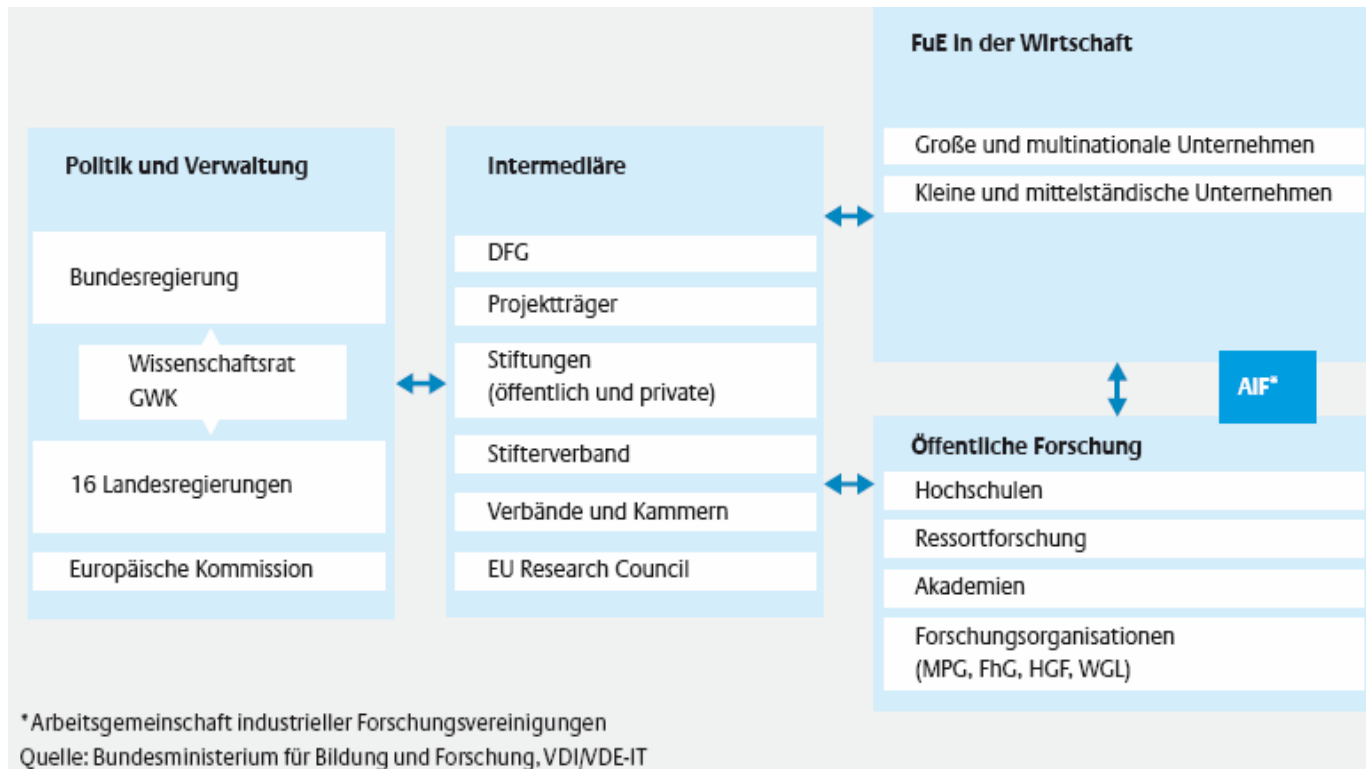 Politik und Verwaltung
Bundesregierung
Wissenschaftsrat
GWK
16 Landesregierungen
Europäische Kommission
Intermediäre
DFG
Projektträger
Stiftungen
(öffentlich und private)
Stifterverband
Verbände und Kammern
EU Research Council
FuE in der Wirtschaft
Große und multinationale Unternehmen
Kleine und mittelständische Unternehmen
AIF*
Öffentliche Forschung
Hochschulen
Ressortforschung
Akademien
Forschungsorganisationen
(MPG, FhG, HGF, WGL)
*Arbeitsgemeinschaft industrieller Forschungsvereinigungen
Quelle: Bundesministerium für Bildung und Forschung, VDI/VDE-IT